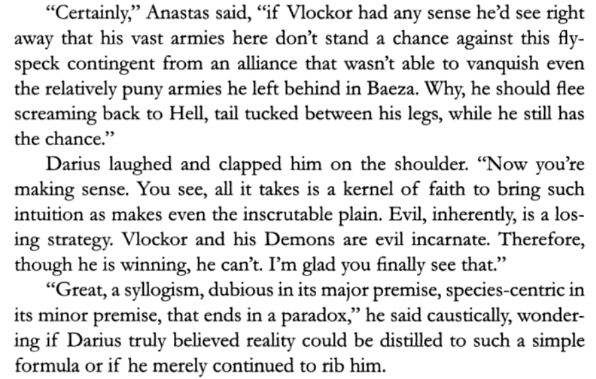 “Certainly,” Anastas said, “if Vlockor had any sense he’d see right
away that his vast armies here don’t stand a chance against this fly-
speck contingent from an alliance that wasn’t able to vanquish even
the relatively puny armies he left behind in Baeza. Why, he should flee
screaming back to Hell, tail tucked between his legs, while he still has
the chance.”
Darius laughed and clapped him on the shoulder. “Now you’re
making sense. You see, all it takes is a kernel of faith to bring such
intuition as makes even the inscrutable plain. Evil, inherently, is a los-
ing strategy. Vlockor and his Demons are evil incarnate. Therefore,
though he is winning, he can’t. I’m glad you finally see that.”
“Great, a syllogism, dubious in its major premise, species-centric in
its minor premise, that ends in a paradox,” he said caustically, wonder-
ing if Darius truly believed reality could be distilled to such a simple
formula or if he merely continued to rib him.